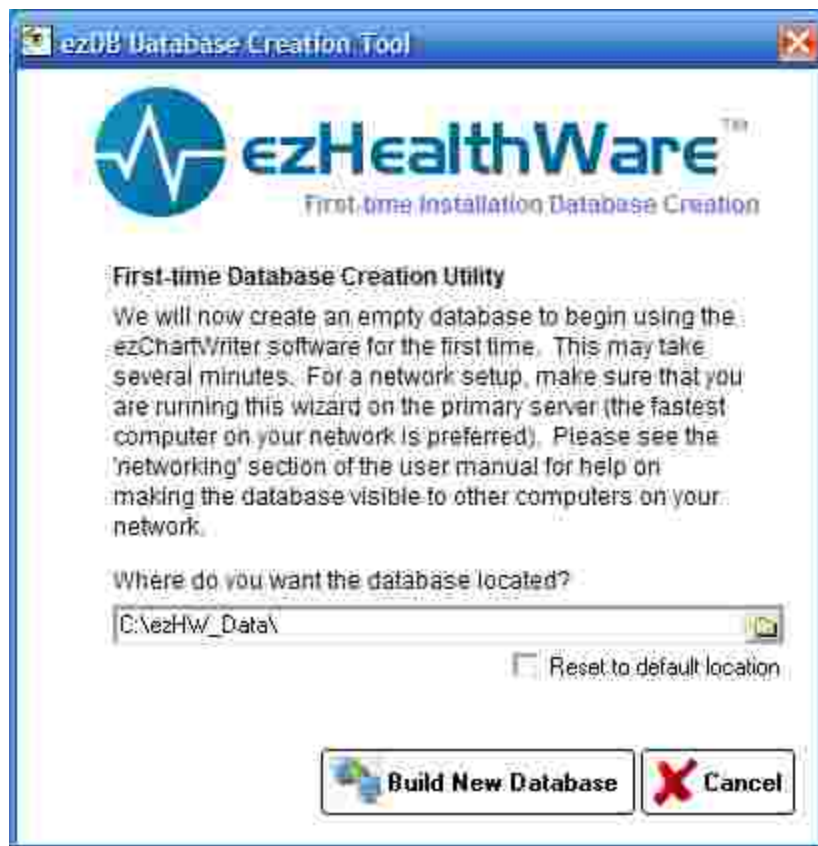 ezDB Database Creation Tool
ezHealthWare™
First-time Installation Database Creation
First-time Database Creation Utility
We will now create an empty database to begin using the
ezChartWriter software for the first time. This may take
several minutes. For a network setup, make sure that you
are running this wizard on the primary server (the fastest
computer on your network is preferred). Please see the
'networking' section of the user manual for help on
making the database visible to other computers on your
network.
Where do you want the database located?
C:\ezHW_Data\
Reset to default location
Build New Database
Cancel